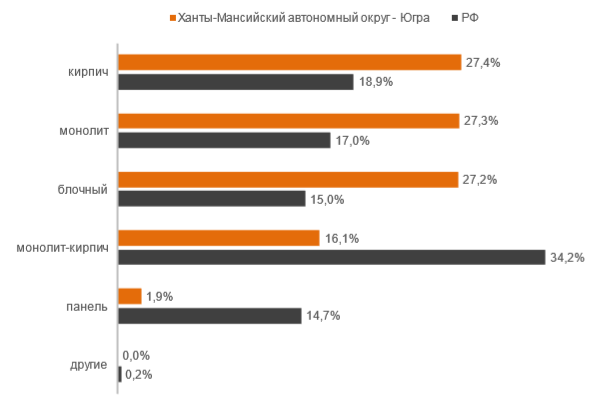 Ханты-Мансийский автономный округ - Югра РФ
кирпич 27,4%
18,9%
монолит 27,3%
17,0%
блочный 27,2%
15,0%
монолит-кирпич 16,1%
34,2%
панель 1,9%
14,7%
другие 0,0%
0,2%